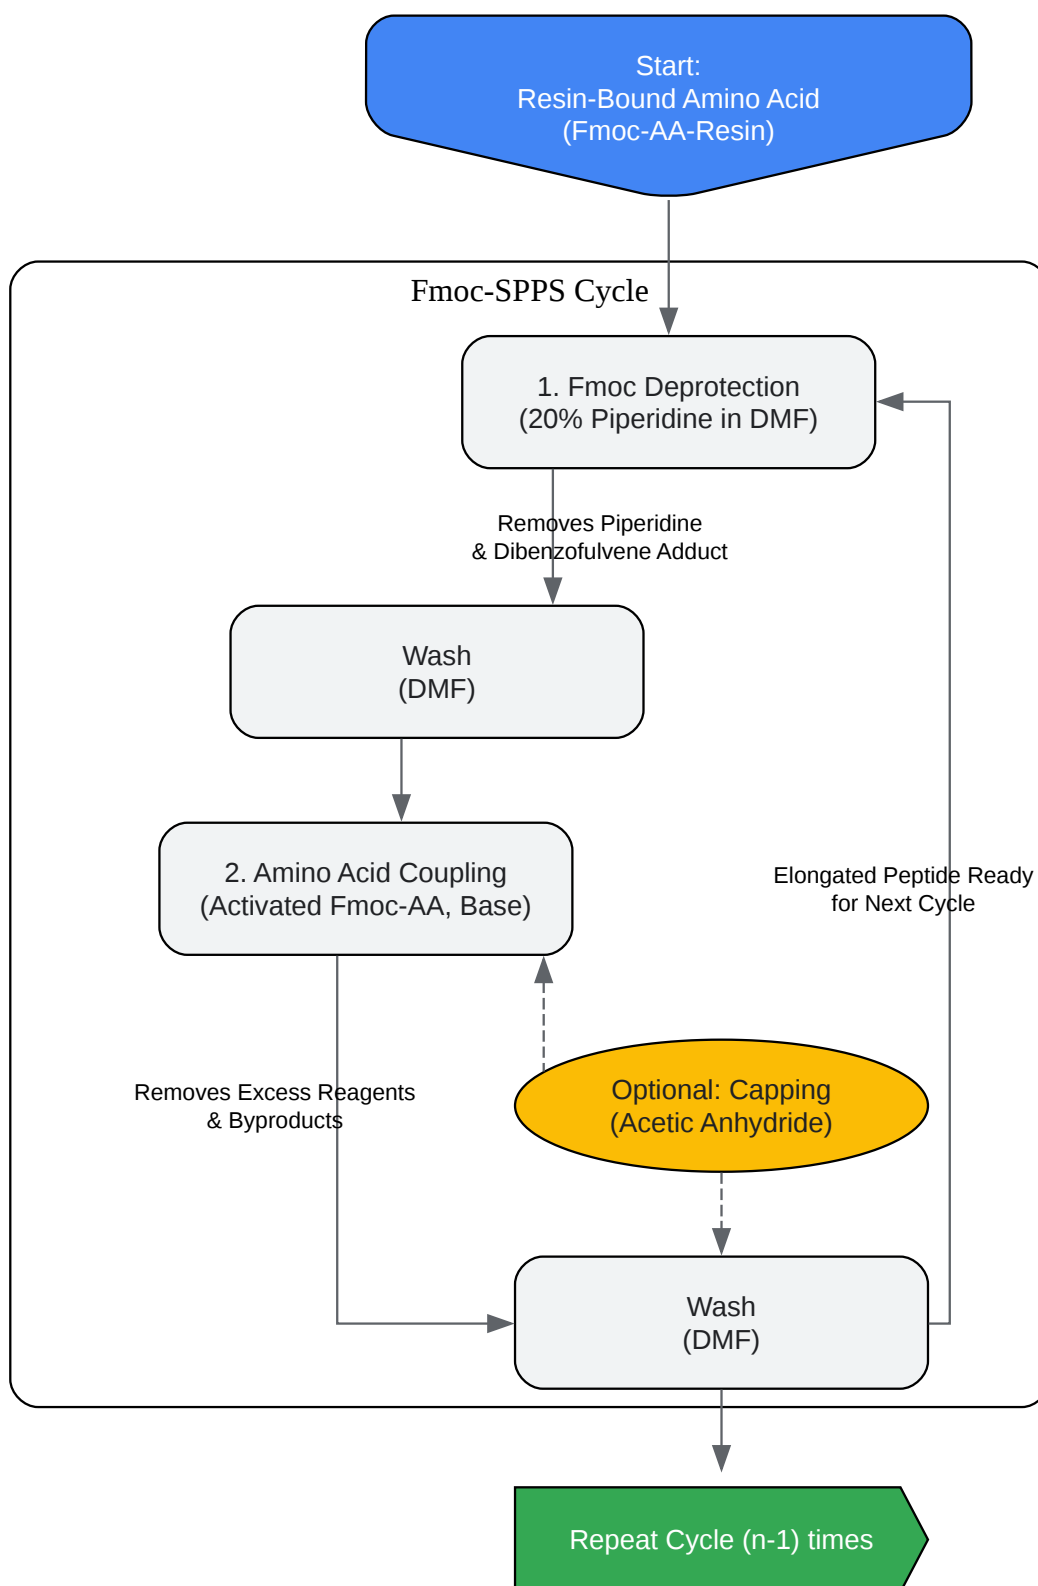 Start:
Resin-Bound Amino Acid
(Fmoc-AA-Resin)
Fmoc-SPPS Cycle
1. Fmoc Deprotection
(20% Piperidine in DMF)
Removes Piperidine
& Dibenzofulvene Adduct
Wash
(DMF)
2. Amino Acid Coupling
(Activated Fmoc-AA, Base)
Elongated Peptide Ready
for Next Cycle
Removes Excess Reagents
& Byproducts
Optional: Capping
(Acetic Anhydride)
Wash
(DMF)
Repeat Cycle (n-1) times